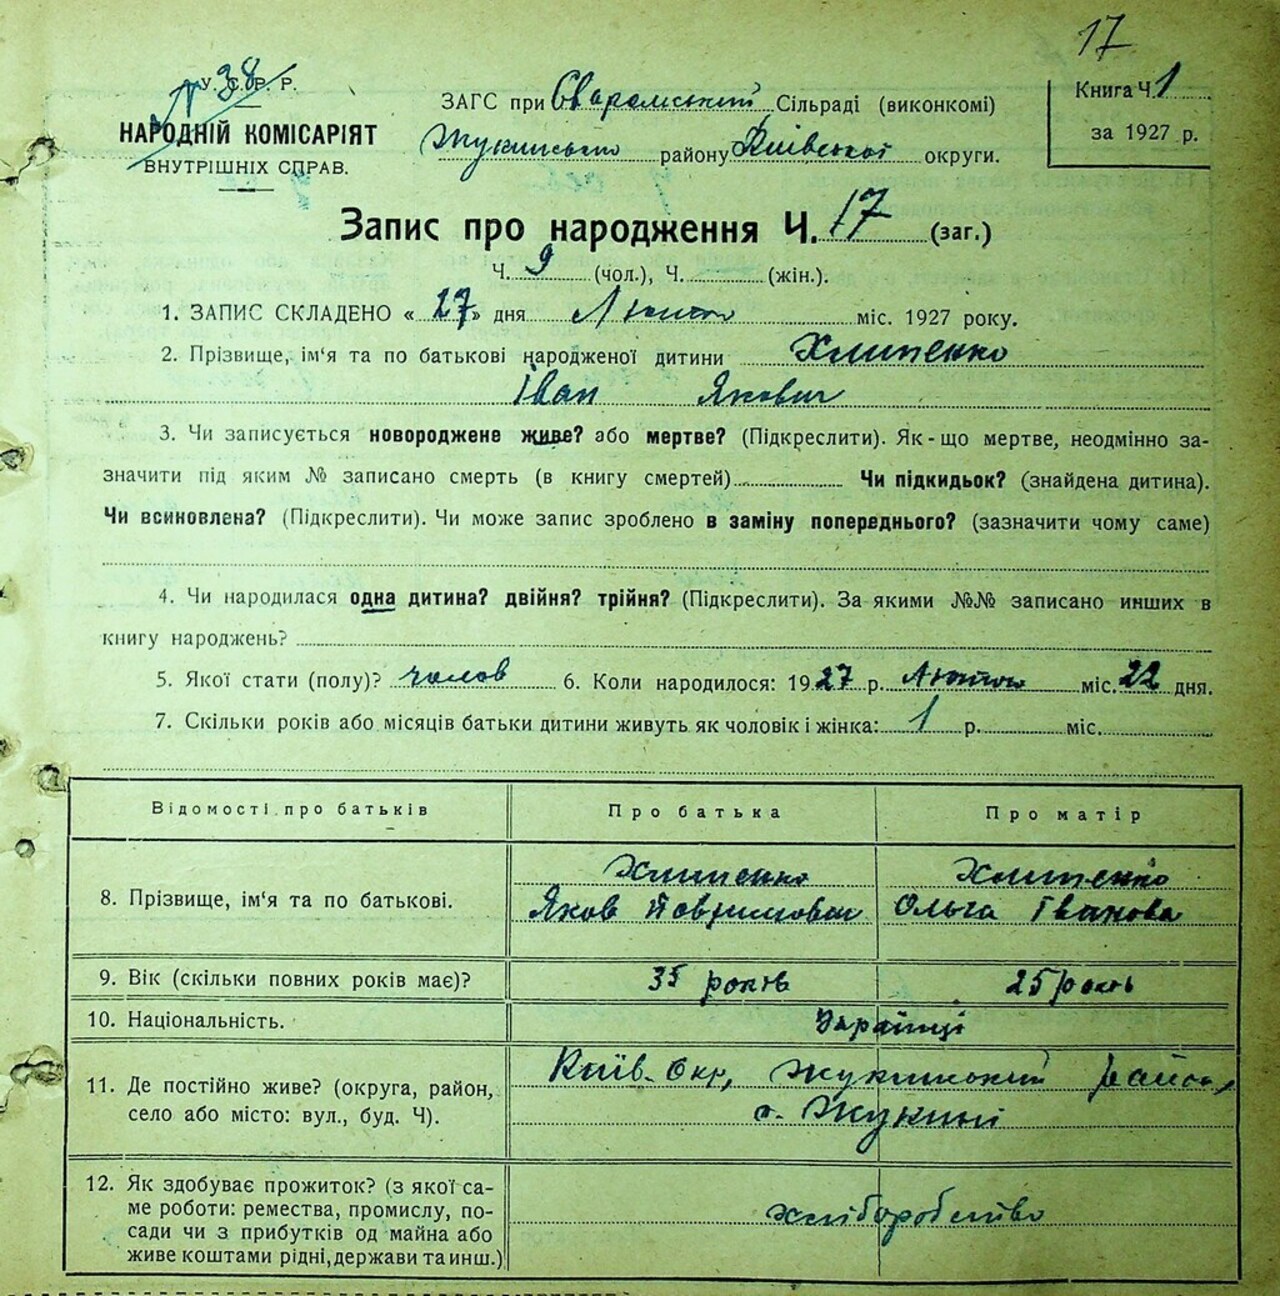 17
У. С. Р. Р.
38
НАРОДНІЙ КОМІСАРІЯТ
ВНУТРІШНІХ СПРАВ.
ЗАГС при Сваромський Сільраді (виконкомі)
Жукинського району Київської округи.
Книга Ч. 1
за 1927 р.
Запис про народження Ч. 17 (заг.)
Ч. 9 (чол.), Ч. (жін.).
1. ЗАПИС СКЛАДЕНО «27» дня Лютого міс. 1927 року.
2. Прізвище, ім'я та по батькові народженої дитини Хлипенко
Іван Якович
3. Чи записується новороджене живе? або мертве? (Підкреслити). Як-що мертве, неодмінно за-
значити під яким № записано смерть (в книгу смертей) Чи підкидьок? (знайдена дитина).
Чи всиновлена? (Підкреслити). Чи може запис зроблено в заміну попереднього? (зазначити чому саме)
4. Чи народилася одна дитина? двійня? трійня? (Підкреслити). За якими №№ записано инших в
книгу народжень?
5. Якої стати (полу)? чолов 6. Коли народилося: 1927 р. Лютого міс. 22 дня.
7. Скільки років або місяців батьки дитини живуть як чоловік і жінка: 1 р. міс.
Відомості про батьків Про батька Про матір
8. Прізвище, ім'я та по батькові.
Хлипенко Хлипенко
Яков Ольга Іванова
9. Вік (скільки повних років має)? 35 років 25 років
10. Національність. Українці
11. Де постійно живе? (округа, район,
село або місто: вул., буд. Ч).
Київ. Окр, Жукинський район,
с. Жукині
12. Як здобуває прожиток? (з якої са-
ме роботи: ремества, промислу, по-
сади чи з прибутків од майна або
живе коштами рідні, держави та инш.)
хліборобство